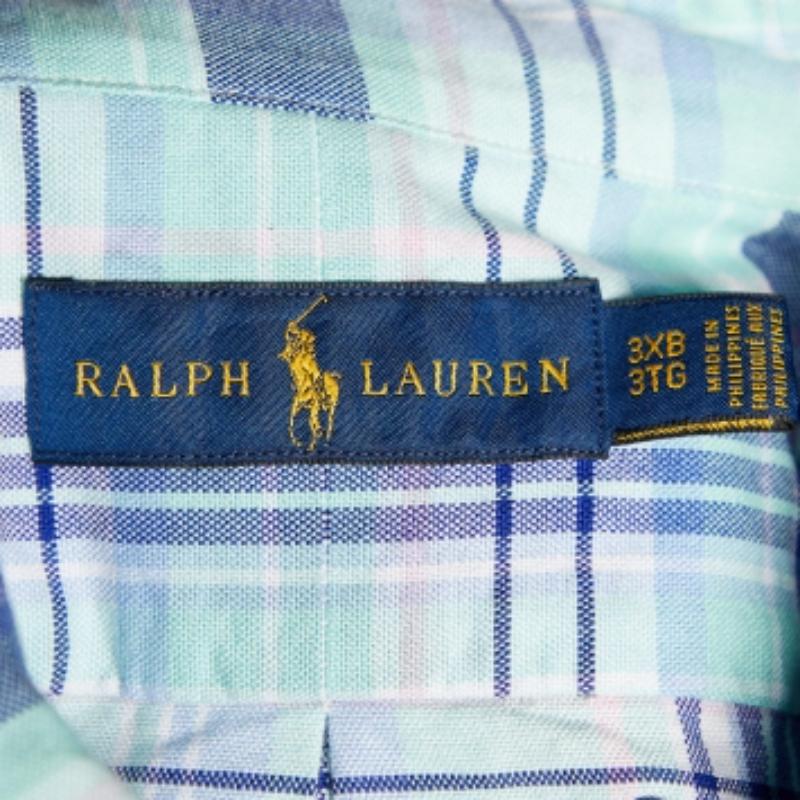 RALPH LAUREN
3XB
3TG
MADE IN
PHILIPPINES
FABRIQUÉ AUX
PHILIPPINES